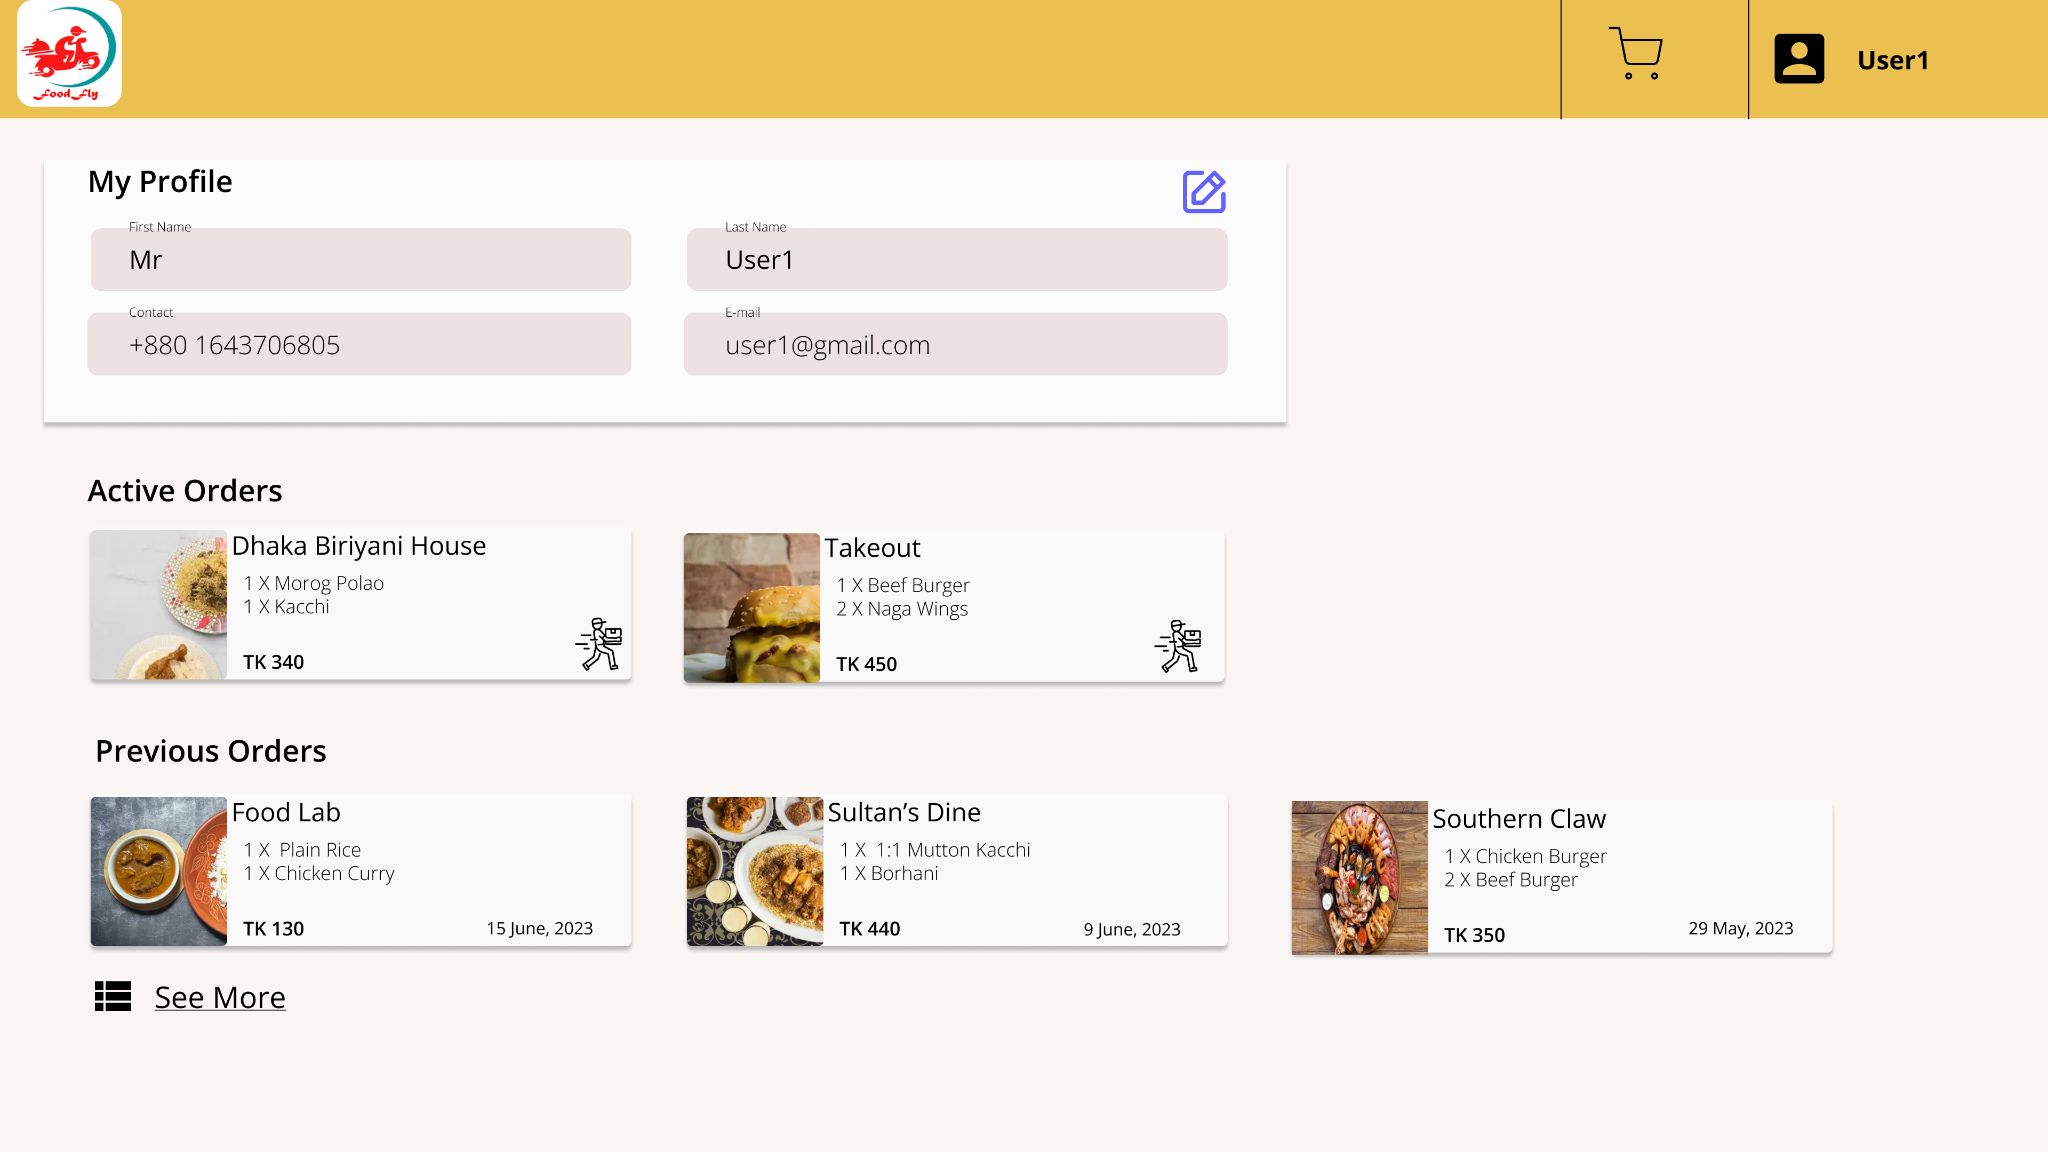 Food Fly
User1
My Profile
First Name
Mr
Last Name
User1
Contact
+880 1643706805
E-mail
user1@gmail.com
Active Orders
Dhaka Biriyani House
1 X Morog Polao
1 X Kacchi
TK 340
Takeout
1 X Beef Burger
2 X Naga Wings
TK 450
Previous Orders
Food Lab
1 X  Plain Rice
1 X Chicken Curry
TK 130
15 June, 2023
Sultan’s Dine
1 X  1:1 Mutton Kacchi
1 X Borhani
TK 440
9 June, 2023
Southern Claw
1 X Chicken Burger
2 X Beef Burger
TK 350
29 May, 2023
See More